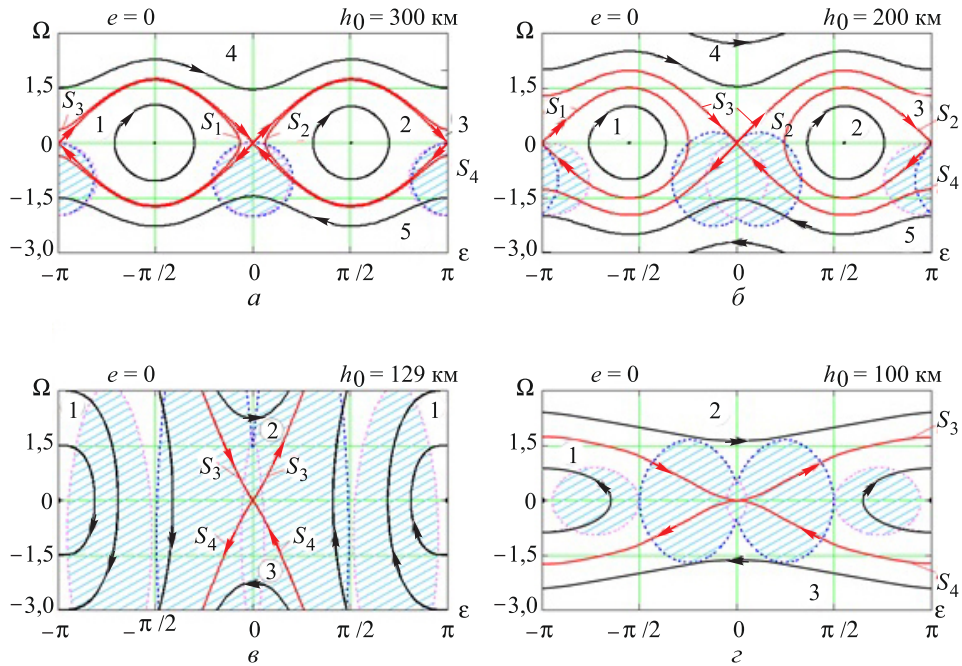 Ω e = 0 h0 = 300 км
1,5
0
−1,5
−3,0
S3 1 4 S1 S2 2 3 S4 5
ε
−π −π /2 0 π /2 π
а
Ω e = 0 h0 = 200 км
1,5
0
−1,5
−3,0
S1 1 4 S3 S2 2 3 S2 S4 5
ε
−π −π /2 0 π /2 π
б
Ω e = 0 h0 = 129 км
1,5
0
−1,5
−3,0
1 2 1 S3 S3 S4 S4 3
ε
−π −π /2 0 π /2 π
в
Ω e = 0 h0 = 100 км
1,5
0
−1,5
−3,0
1 2 S3 3 S4
ε
−π −π /2 0 π /2 π
г